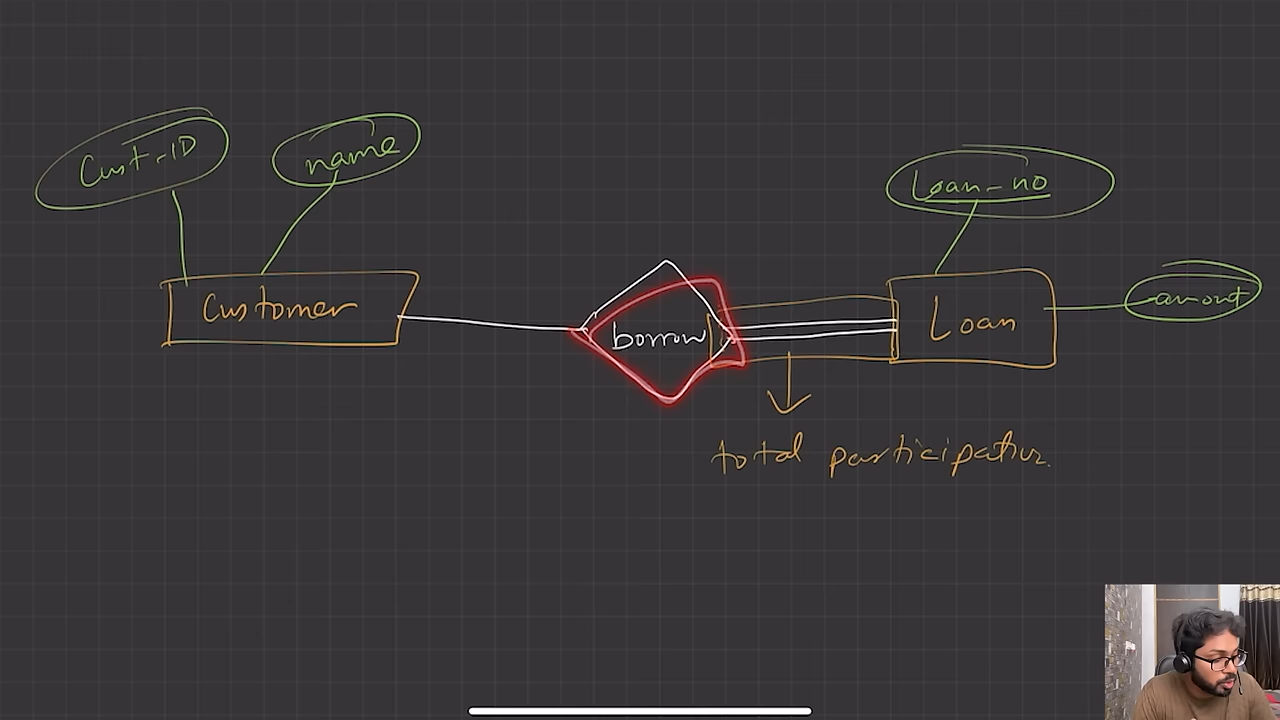 Cust-ID
name
Loan-no
Customer
borrow
Loan
amount
total participation